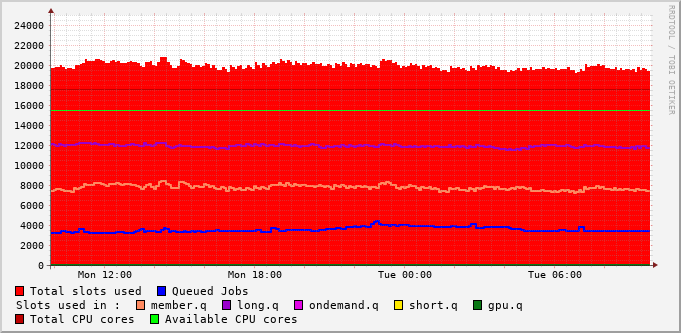 24000
22000
20000
18000
16000
14000
12000
10000
8000
6000
4000
2000
0
Mon 12:00 Mon 18:00 Tue 00:00 Tue 06:00
Total slots used Queued Jobs
Slots used in : member.q long.q ondemand.q short.q gpu.q
Total CPU cores Available CPU cores
RRDTOOL / TOBI OETIKER